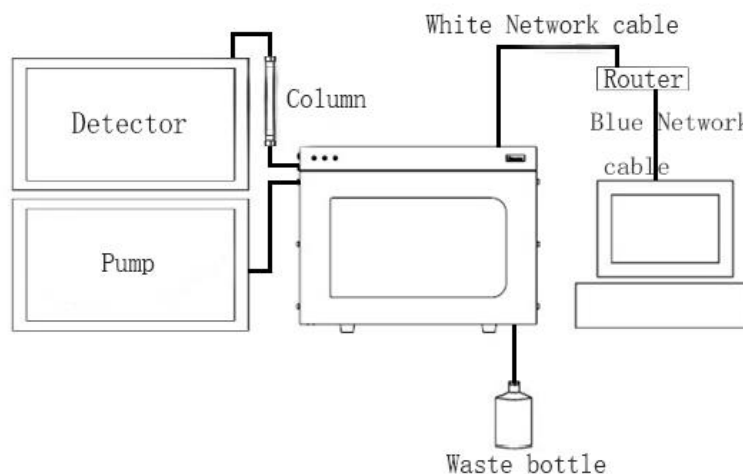 White Network cable
Router
Column
Detector
Blue Network
cable
Pump
Waste bottle